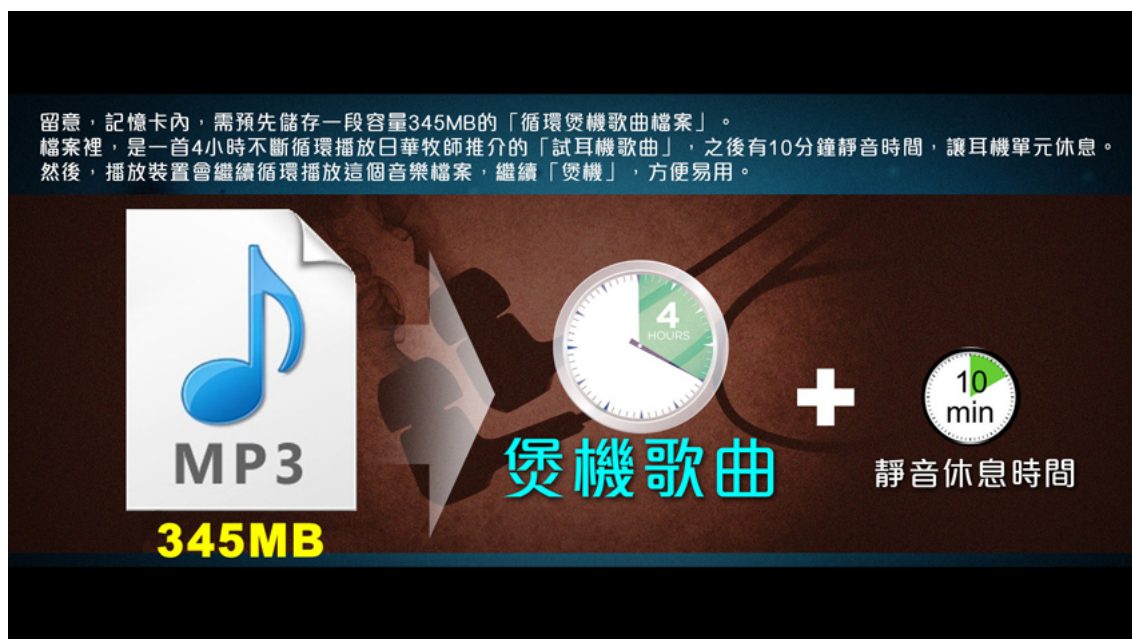 留意，記憶卡內，需預先儲存一段容量345MB的「循環煲機歌曲檔案」。
檔案裡，是一首4小時不斷循環播放日華牧師推介的「試耳機歌曲」，之後有10分鐘靜音時間，讓耳機單元休息。
然後，播放裝置會繼續循環播放這個音樂檔案，繼續「煲機」，方便易用。
MP3
345MB
4
HOURS
煲機歌曲
10
min
靜音休息時間